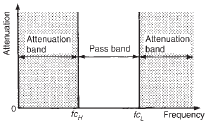 Attenuation
Attenuation band
Pass band
Attenuation band
0
fc_H
fc_L
Frequency